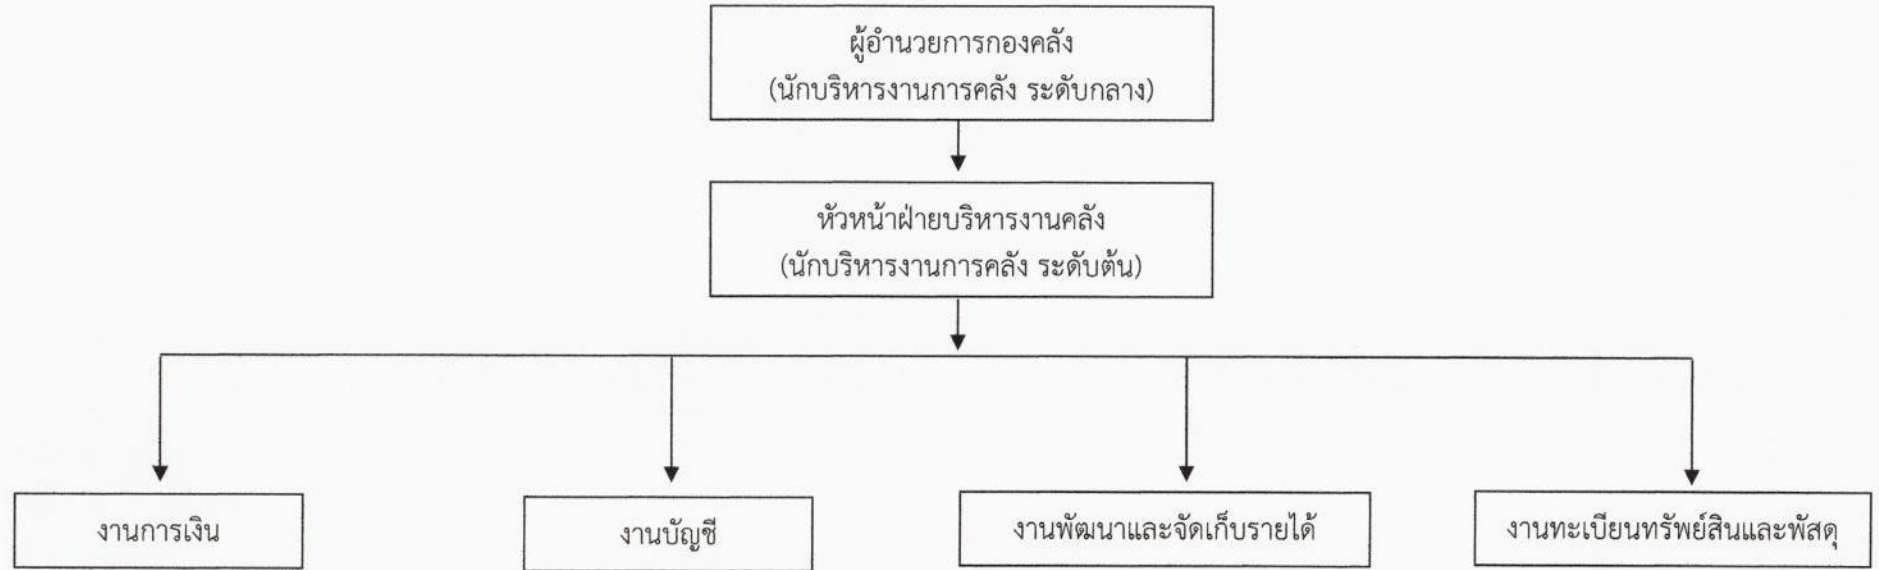 ผู้อำนวยการกองคลัง
(นักบริหารงานการคลัง ระดับกลาง)
หัวหน้าฝ่ายบริหารงานคลัง
(นักบริหารงานการคลัง ระดับต้น)
งานการเงิน
งานบัญชี
งานพัฒนาและจัดเก็บรายได้
งานทะเบียนทรัพย์สินและพัสดุ